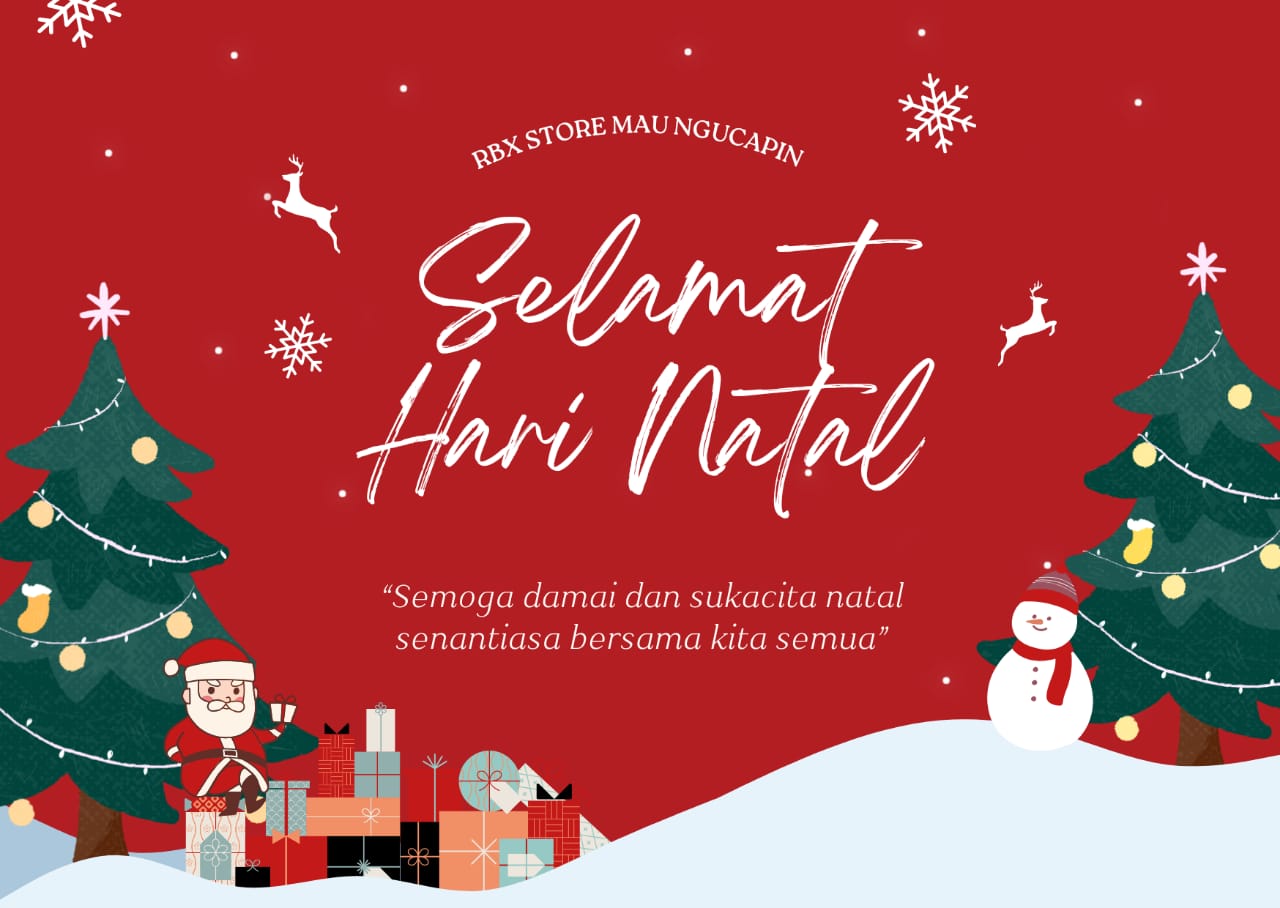 RBX STORE MAU NGUCAPIN
Selamat
Hari Natal
“Semoga damai dan sukacita natal
senantiasa bersama kita semua”